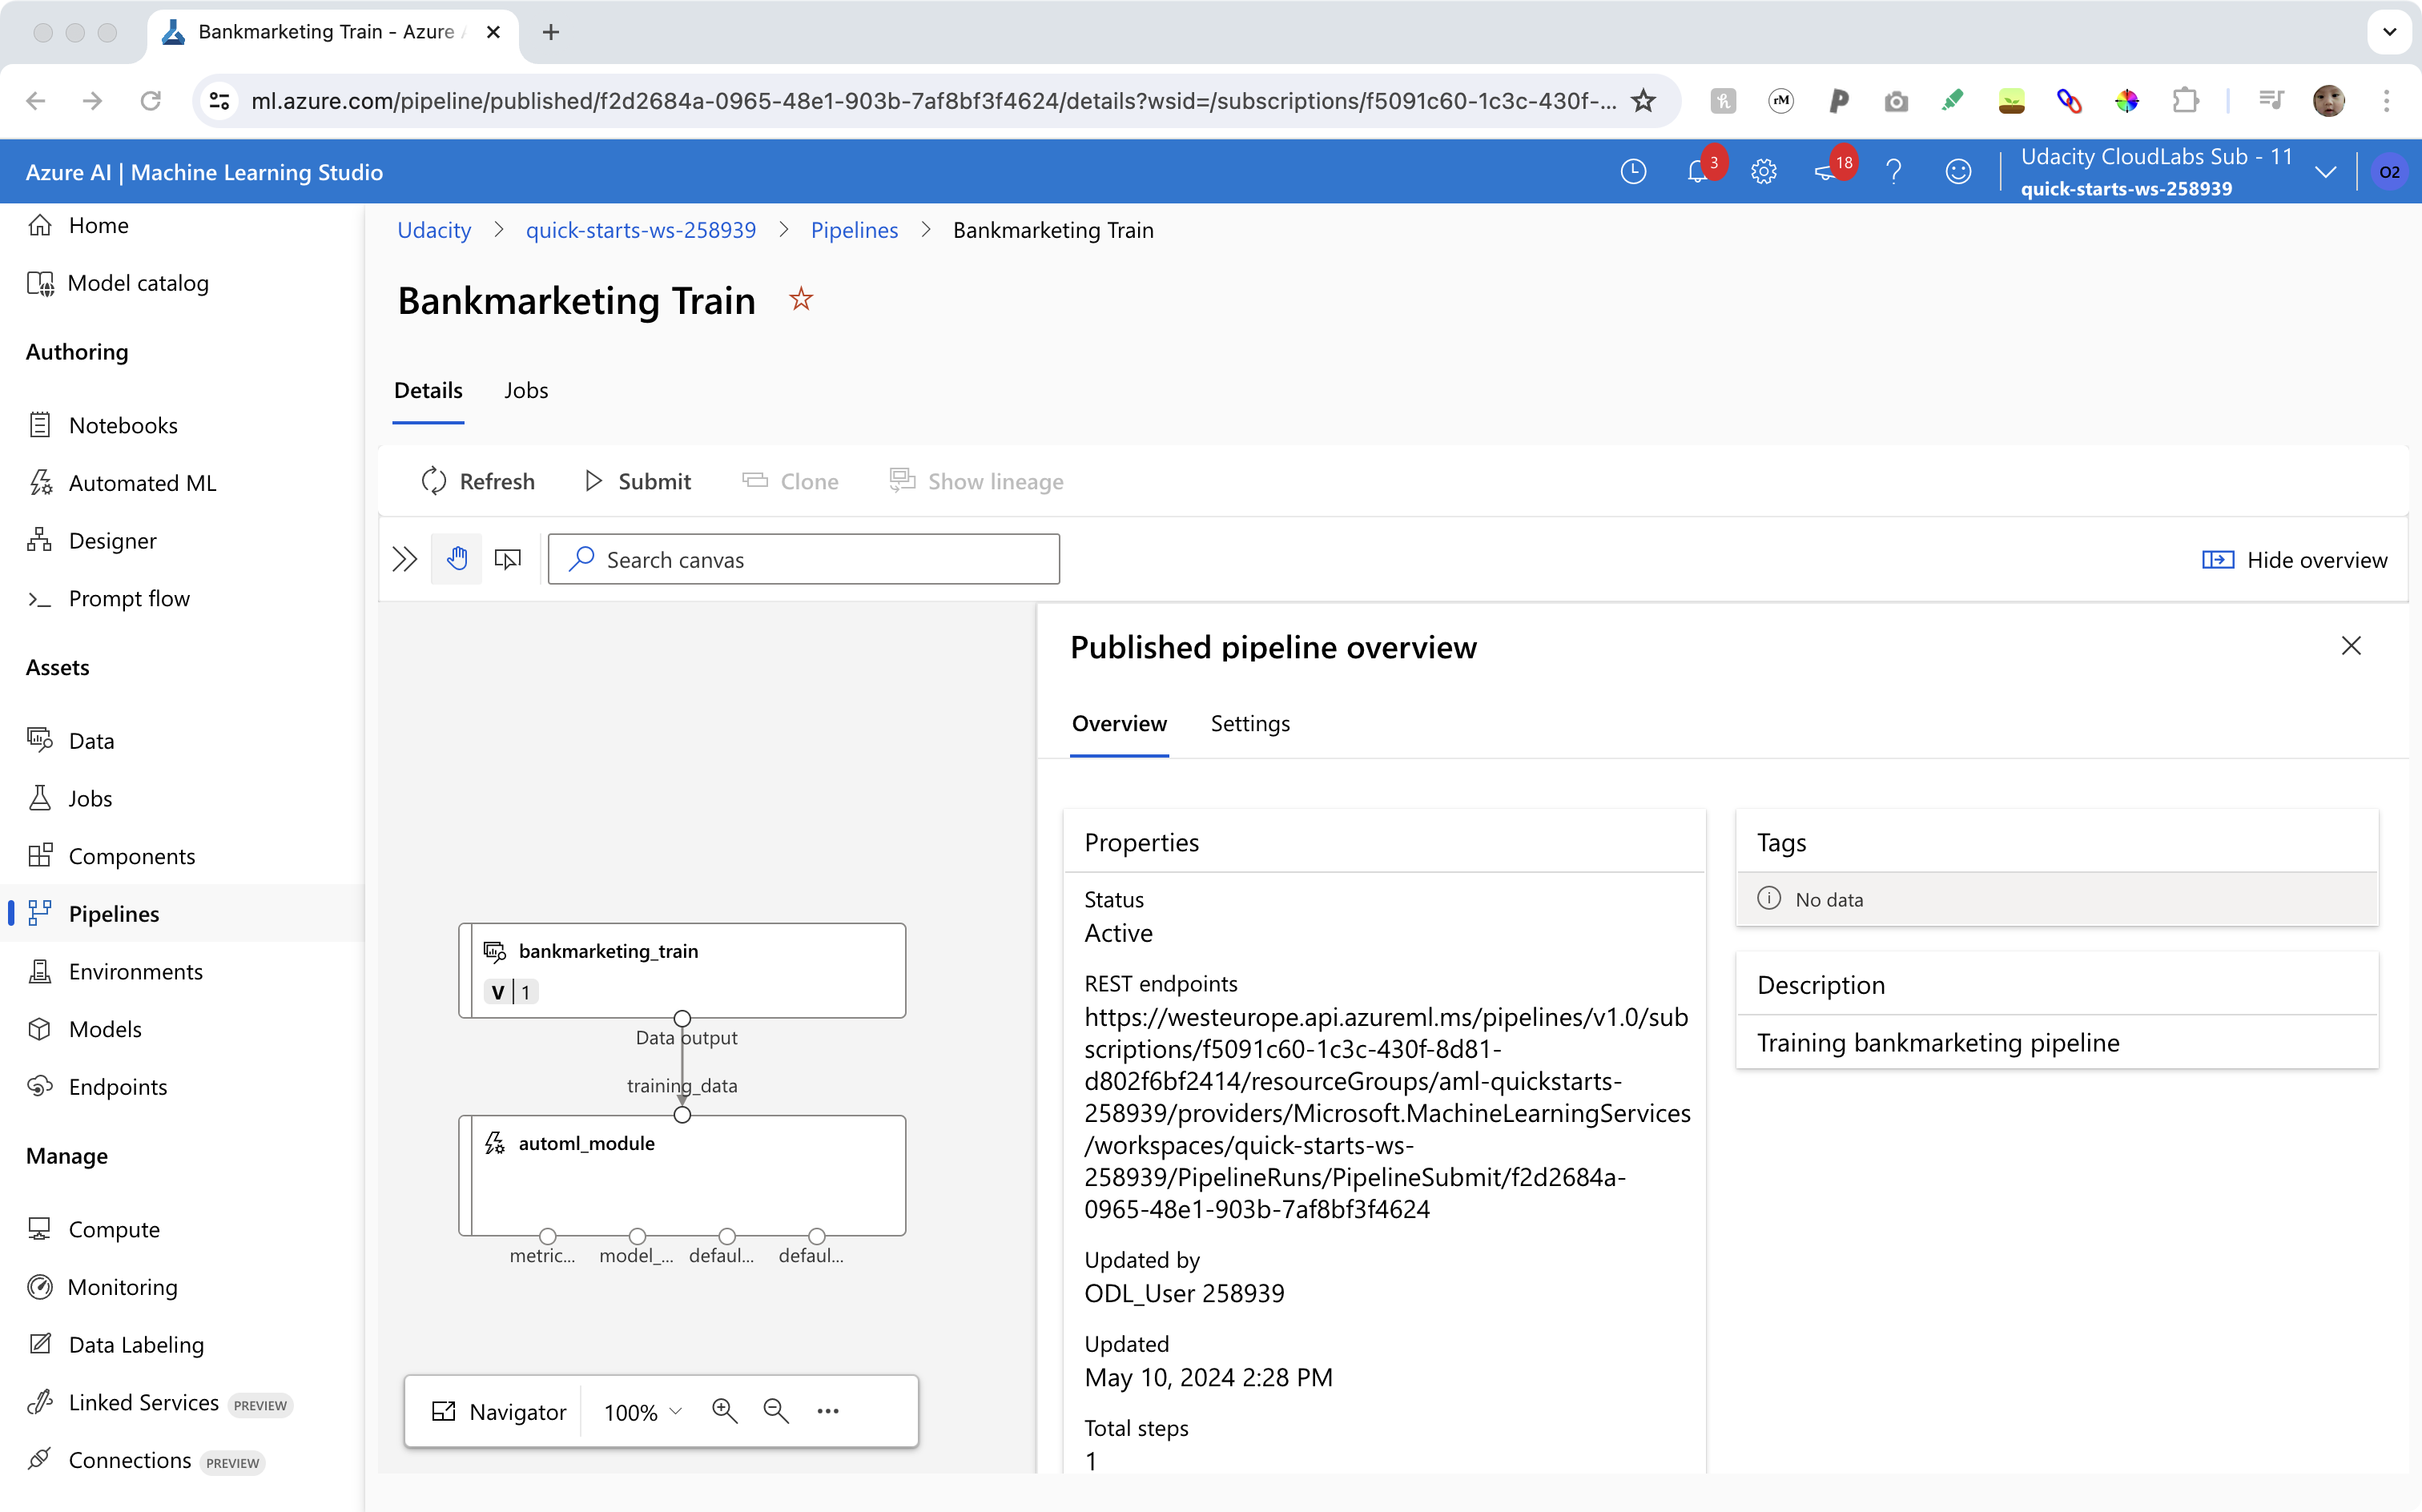 Bankmarketing Train - Azure A
ml.azure.com/pipeline/published/f2d2684a-0965-48e1-903b-7af8bf3f4624/details?wsid=/subscriptions/f5091c60-1c3c-430f-...
Azure AI | Machine Learning Studio
3
18
Udacity CloudLabs Sub - 11
quick-starts-ws-258939
O2
Home
Model catalog
Authoring
Notebooks
Automated ML
Designer
Prompt flow
Assets
Data
Jobs
Components
Pipelines
Environments
Models
Endpoints
Manage
Compute
Monitoring
Data Labeling
Linked Services PREVIEW
Connections PREVIEW
Udacity > quick-starts-ws-258939 > Pipelines > Bankmarketing Train
Bankmarketing Train
Details Jobs
Refresh Submit Clone Show lineage
Search canvas
Hide overview
bankmarketing_train
V | 1
Data output
training_data
automl_module
metric... model_... defaul... defaul...
Navigator 100%
Published pipeline overview
Overview Settings
Properties
Status
Active
REST endpoints
https://westeurope.api.azureml.ms/pipelines/v1.0/sub
scriptions/f5091c60-1c3c-430f-8d81-
d802f6bf2414/resourceGroups/aml-quickstarts-
258939/providers/Microsoft.MachineLearningServices
/workspaces/quick-starts-ws-
258939/PipelineRuns/PipelineSubmit/f2d2684a-
0965-48e1-903b-7af8bf3f4624
Updated by
ODL_User 258939
Updated
May 10, 2024 2:28 PM
Total steps
1
Tags
No data
Description
Training bankmarketing pipeline